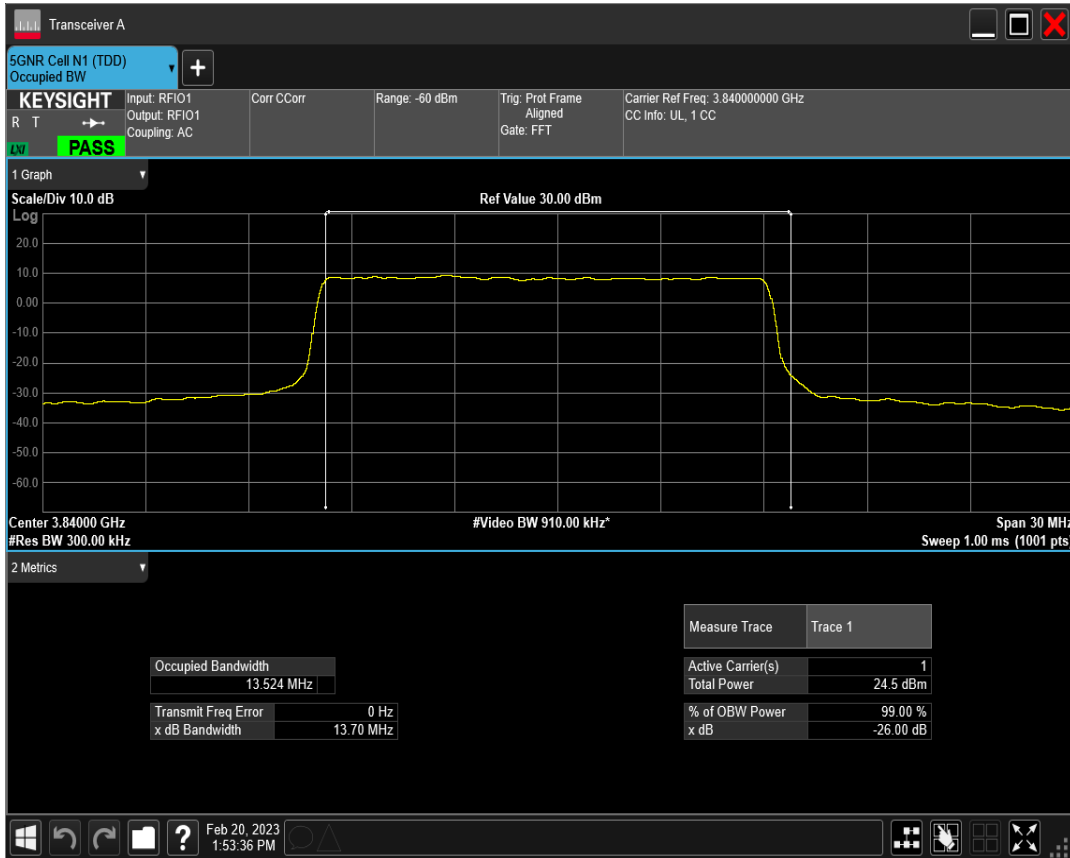 Transceiver A
5GNR Cell N1 (TDD)
Occupied BW
+
KEYSIGHT
R T
LXI
PASS
Input: RFIO1
Output: RFIO1
Coupling: AC
Corr CCorr
Range: -60 dBm
Trig: Prot Frame
Aligned
Gate: FFT
Carrier Ref Freq: 3.840000000 GHz
CC Info: UL, 1 CC
1 Graph
Scale/Div 10.0 dB
Ref Value 30.00 dBm
Log
20.0
10.0
0.00
-10.0
-20.0
-30.0
-40.0
-50.0
-60.0
Center 3.84000 GHz
#Video BW 910.00 kHz*
Span 30 MHz
#Res BW 300.00 kHz
Sweep 1.00 ms (1001 pts)
2 Metrics
Measure Trace Trace 1
Occupied Bandwidth
13.524 MHz
Active Carrier(s) 1
Total Power 24.5 dBm
Transmit Freq Error 0 Hz
x dB Bandwidth 13.70 MHz
% of OBW Power 99.00 %
x dB -26.00 dB
?
Feb 20, 2023
1:53:36 PM